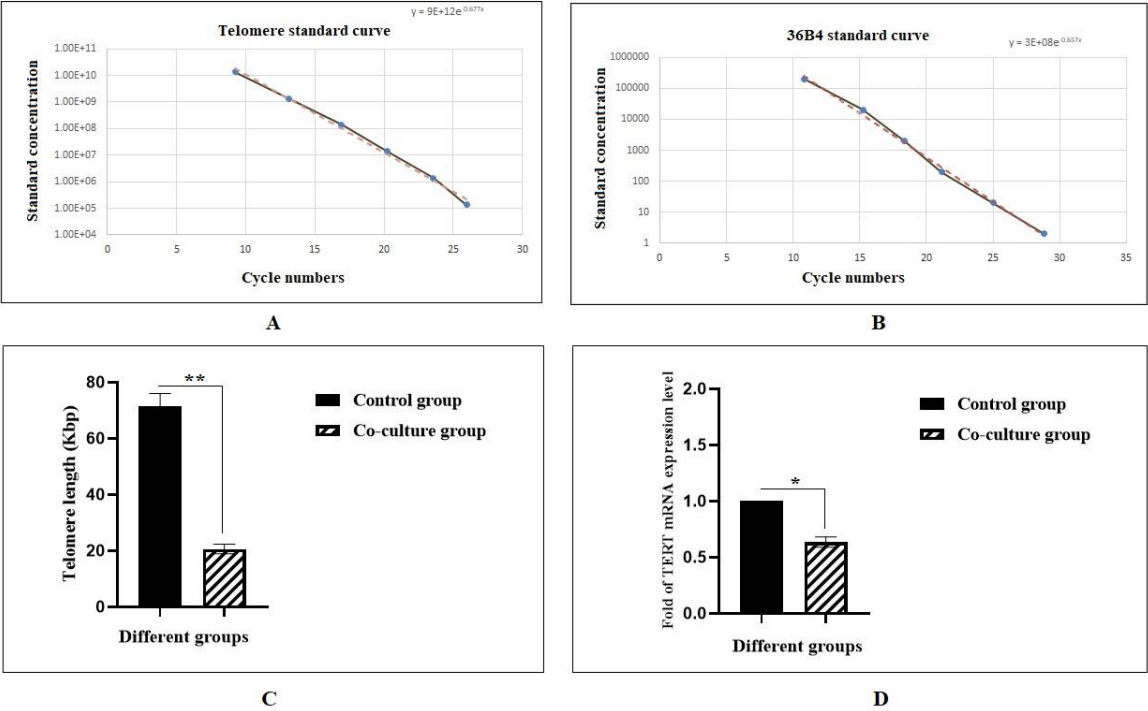 y = 9E+12e^0.677x
Telomere standard curve
1.00E+11
1.00E+10
1.00E+09
1.00E+08
1.00E+07
1.00E+06
1.00E+05
1.00E+04
Standard concentration
0 5 10 15 20 25 30
Cycle numbers
A
36B4 standard curve
y = 3E+08e^0.657x
1000000
100000
10000
1000
100
10
1
Standard concentration
0 5 10 15 20 25 30 35
Cycle numbers
B
80
60
40
20
0
Telomere length (Kbp)
**
Control group
Co-culture group
Different groups
C
2.0
1.5
1.0
0.5
0.0
Fold of TERT mRNA expression level
*
Control group
Co-culture group
Different groups
D